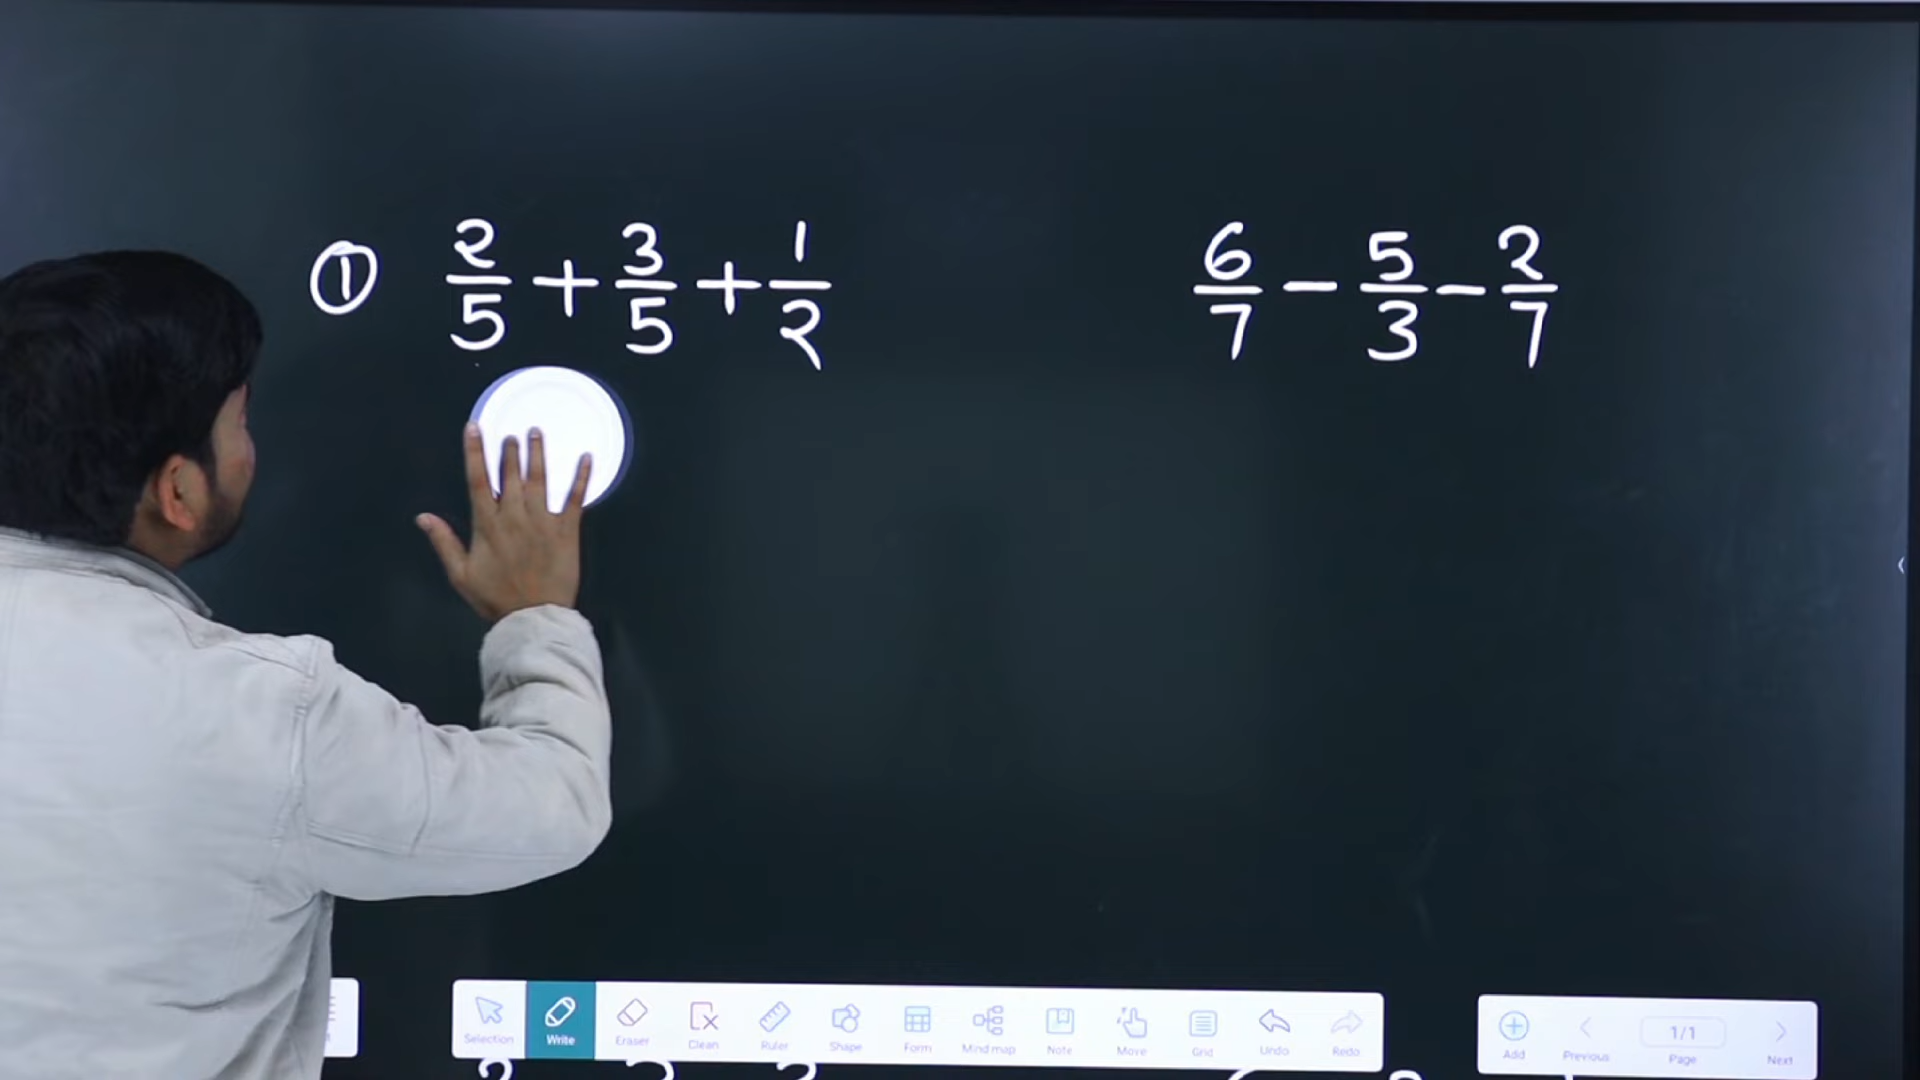 ① 2/5 + 3/5 + 1/2
6/7 − 5/3 − 2/7
Selection Write Eraser Clean Ruler Shape Form Mind map Note Move Grid Undo Redo
Add Previous 1/1 Page Next